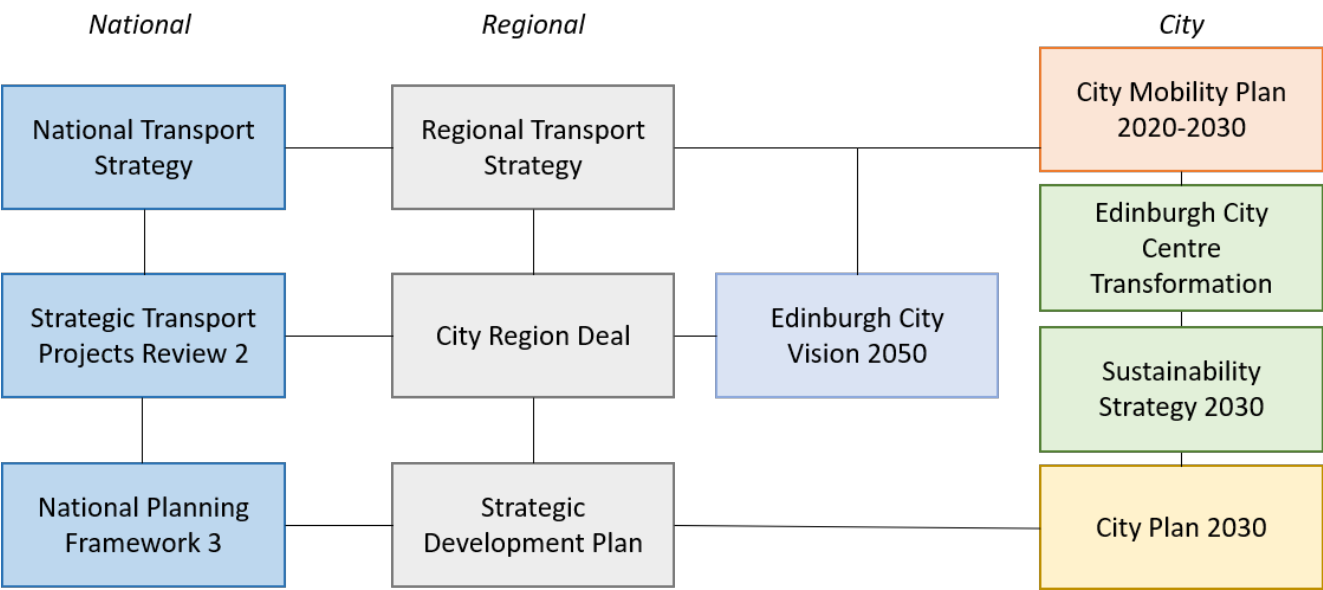 National
Regional
City
National Transport
Strategy
Regional Transport
Strategy
City Mobility Plan
2020-2030
Edinburgh City
Centre
Transformation
Strategic Transport
Projects Review 2
City Region Deal
Edinburgh City
Vision 2050
Sustainability
Strategy 2030
National Planning
Framework 3
Strategic
Development Plan
City Plan 2030